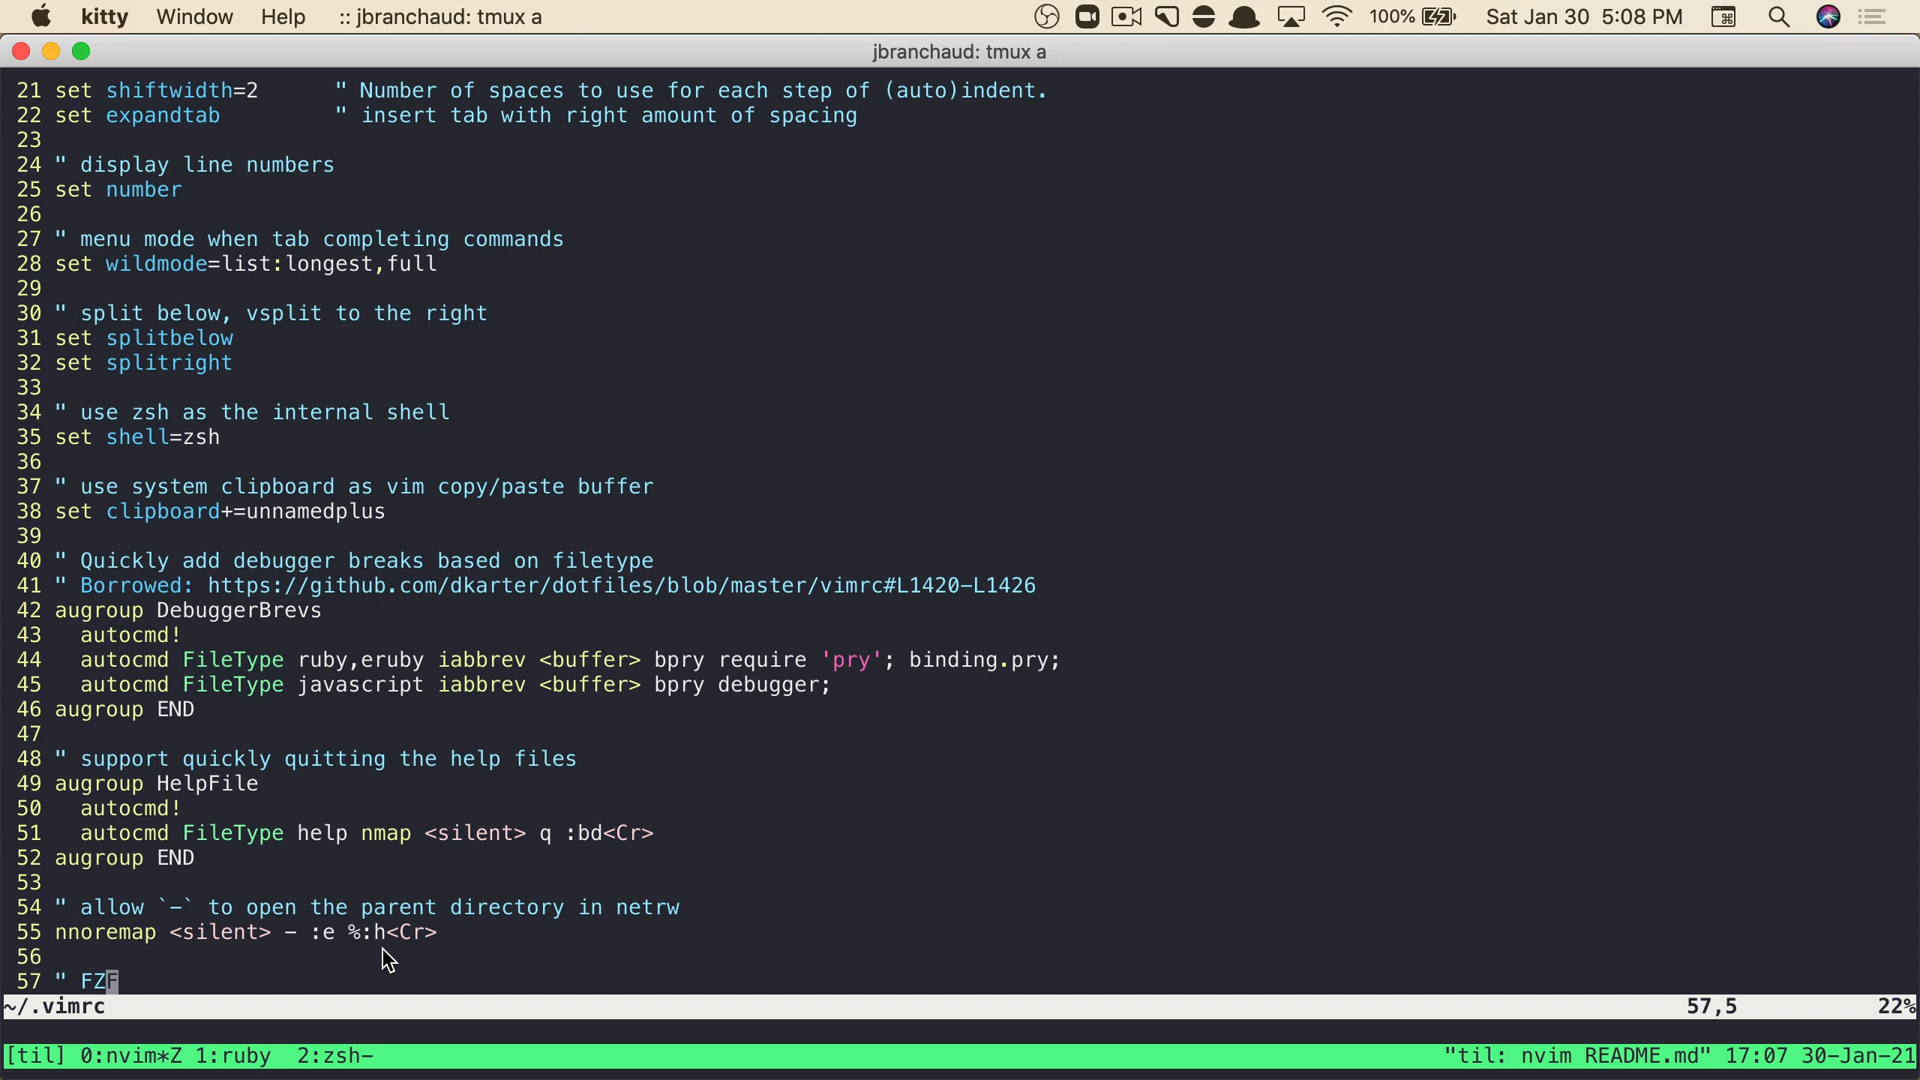 kitty Window Help :: jbranchaud: tmux a 100% Sat Jan 30 5:08 PM
jbranchaud: tmux a
21 set shiftwidth=2 " Number of spaces to use for each step of (auto)indent.
22 set expandtab " insert tab with right amount of spacing
23
24 " display line numbers
25 set number
26
27 " menu mode when tab completing commands
28 set wildmode=list:longest,full
29
30 " split below, vsplit to the right
31 set splitbelow
32 set splitright
33
34 " use zsh as the internal shell
35 set shell=zsh
36
37 " use system clipboard as vim copy/paste buffer
38 set clipboard+=unnamedplus
39
40 " Quickly add debugger breaks based on filetype
41 " Borrowed: https://github.com/dkarter/dotfiles/blob/master/vimrc#L1420-L1426
42 augroup DebuggerBrevs
43   autocmd!
44   autocmd FileType ruby,eruby iabbrev <buffer> bpry require 'pry'; binding.pry;
45   autocmd FileType javascript iabbrev <buffer> bpry debugger;
46 augroup END
47
48 " support quickly quitting the help files
49 augroup HelpFile
50   autocmd!
51   autocmd FileType help nmap <silent> q :bd<Cr>
52 augroup END
53
54 " allow `-` to open the parent directory in netrw
55 nnoremap <silent> - :e %:h<Cr>
56
57 " FZF
~/.vimrc 57,5 22%
[til] 0:nvim*Z 1:ruby 2:zsh- "til: nvim README.md" 17:07 30-Jan-21